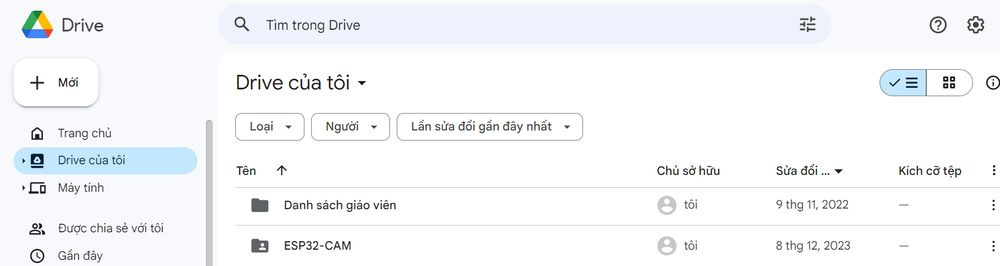 Drive
Tìm trong Drive
Mới
Trang chủ
Drive của tôi
Máy tính
Được chia sẻ với tôi
Gần đây
Drive của tôi
Loại Người Lần sửa đổi gần đây nhất
Tên Chủ sở hữu Sửa đổi ... Kích cỡ tệp
Danh sách giáo viên tôi 9 thg 11, 2022 —
ESP32-CAM tôi 8 thg 12, 2023 —